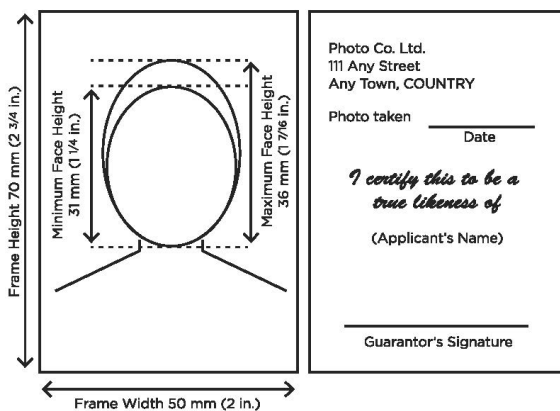 Frame Height 70 mm (2 3/4 in.)
Minimum Face Height
31 mm (1 1/4 in.)
Maximum Face Height
36 mm (1 7/16 in.)
Frame Width 50 mm (2 in.)
Photo Co. Ltd.
111 Any Street
Any Town, COUNTRY
Photo taken
Date
I certify this to be a
true likeness of
(Applicant's Name)
Guarantor's Signature